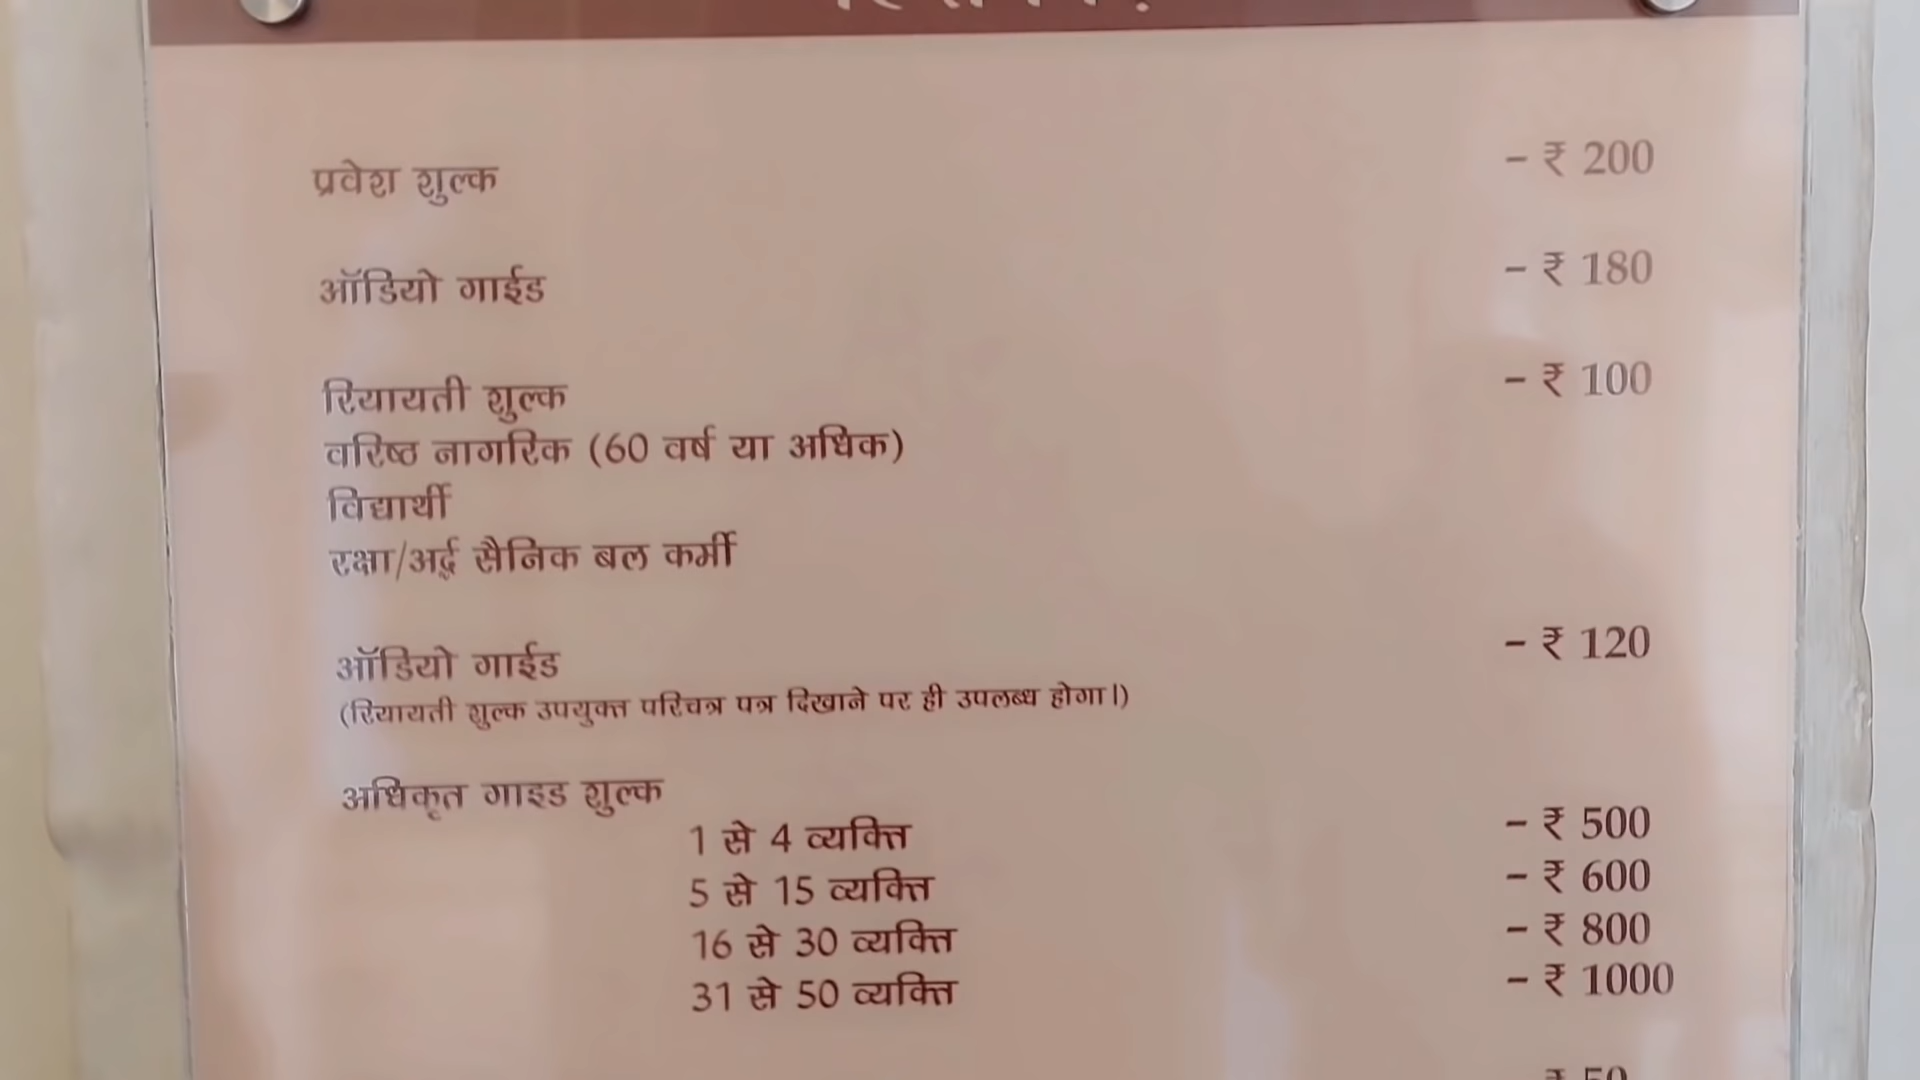 प्रवेश शुल्क - ₹ 200
ऑडियो गाईड - ₹ 180
रियायती शुल्क - ₹ 100
वरिष्ठ नागरिक (60 वर्ष या अधिक)
विद्यार्थी
रक्षा/अर्द्ध सैनिक बल कर्मी
ऑडियो गाईड - ₹ 120
(रियायती शुल्क उपयुक्त परिचत्र पत्र दिखाने पर ही उपलब्ध होगा।)
अधिकृत गाइड शुल्क
1 से 4 व्यक्ति - ₹ 500
5 से 15 व्यक्ति - ₹ 600
16 से 30 व्यक्ति - ₹ 800
31 से 50 व्यक्ति - ₹ 1000